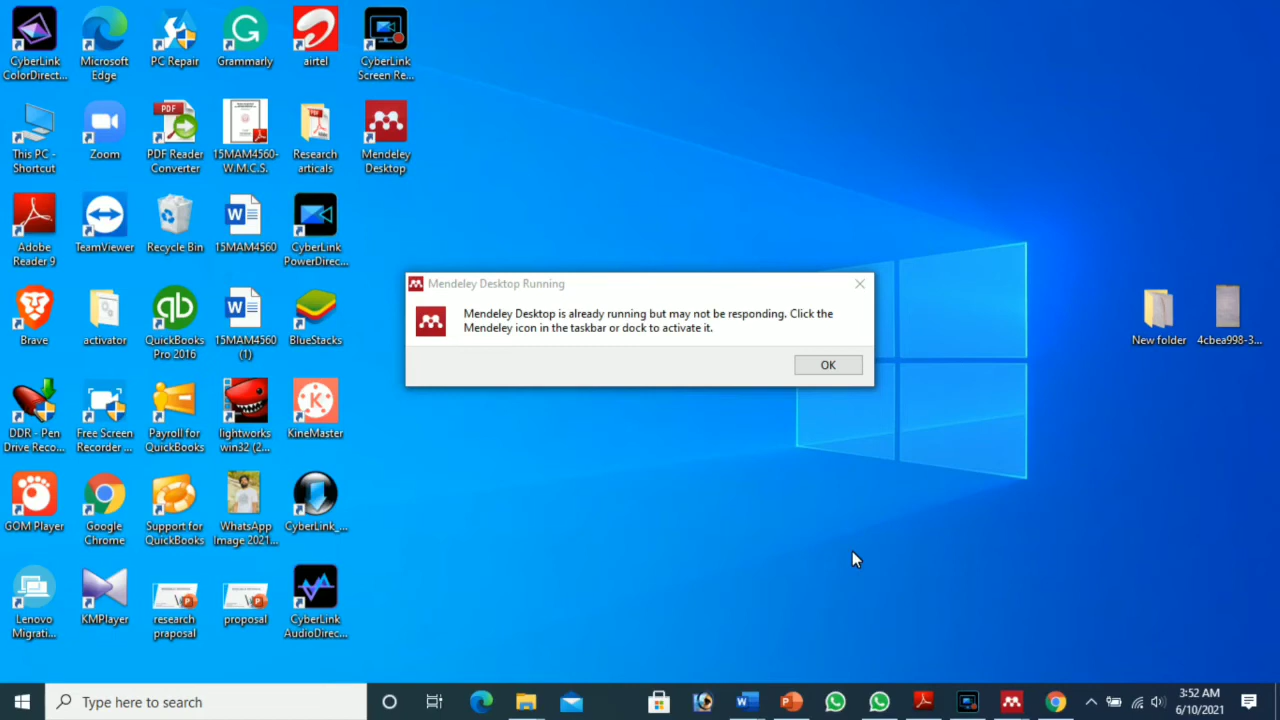 CyberLink
ColorDirect...
Microsoft
Edge
PC Repair
Grammarly
airtel
CyberLink
Screen Re...
This PC -
Shortcut
Zoom
PDF
PDF Reader
Converter
15MAM4560-
W.M.C.S.
PDF
Research
articals
Mendeley
Desktop
Adobe
Reader 9
TeamViewer
Recycle Bin
15MAM4560
CyberLink
PowerDirec...
Mendeley Desktop Running
Mendeley Desktop is already running but may not be responding. Click the
Mendeley icon in the taskbar or dock to activate it.
OK
Brave
activator
QuickBooks
Pro 2016
15MAM4560
(1)
BlueStacks
New folder
4cbea998-3...
DDR - Pen
Drive Reco...
Free Screen
Recorder ...
Payroll for
QuickBooks
lightworks
win32 (2...
KineMaster
GOM Player
Google
Chrome
Support for
QuickBooks
WhatsApp
Image 2021...
CyberLink_...
Lenovo
Migrati...
KMPlayer
research
praposal
proposal
CyberLink
AudioDirec...
Type here to search
3:52 AM
6/10/2021